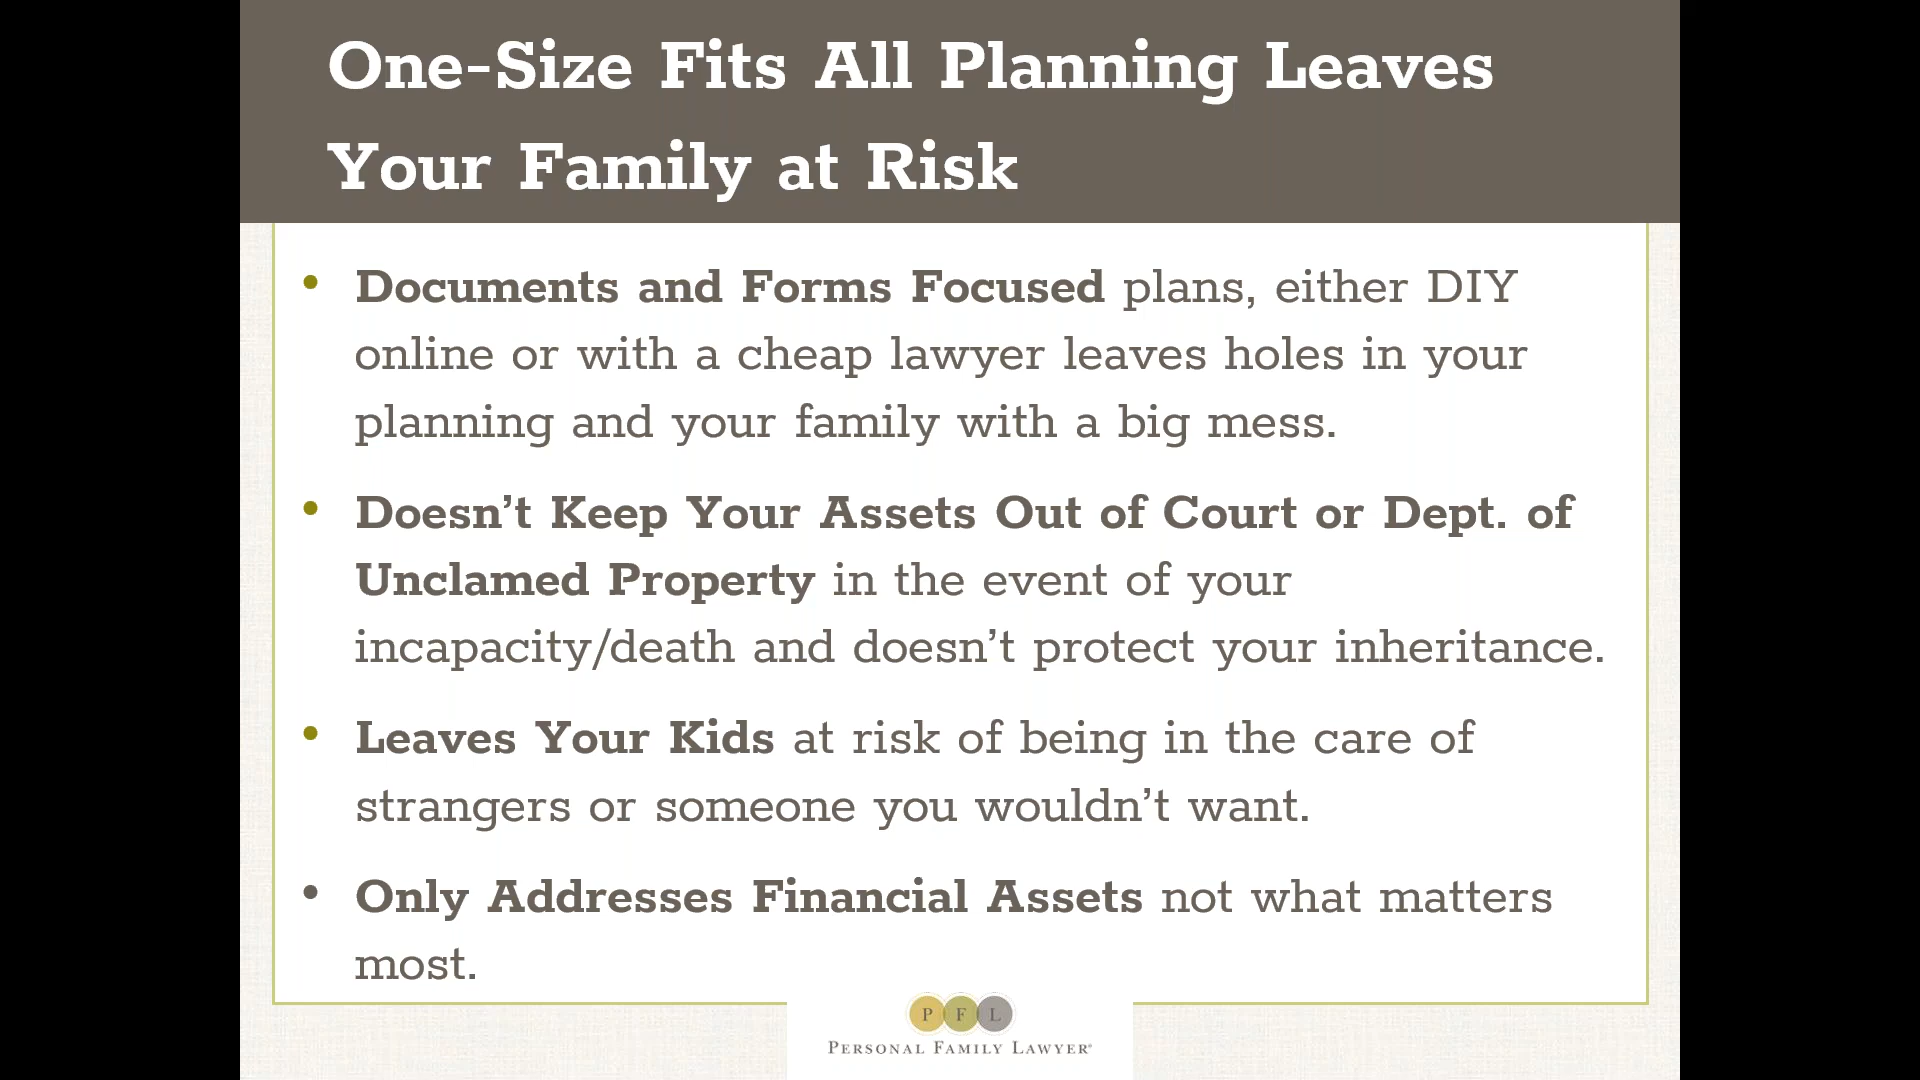 One-Size Fits All Planning Leaves
Your Family at Risk
• Documents and Forms Focused plans, either DIY
online or with a cheap lawyer leaves holes in your
planning and your family with a big mess.
• Doesn’t Keep Your Assets Out of Court or Dept. of
Unclamed Property in the event of your
incapacity/death and doesn’t protect your inheritance.
• Leaves Your Kids at risk of being in the care of
strangers or someone you wouldn’t want.
• Only Addresses Financial Assets not what matters
most.
P F L
PERSONAL FAMILY LAWYER®